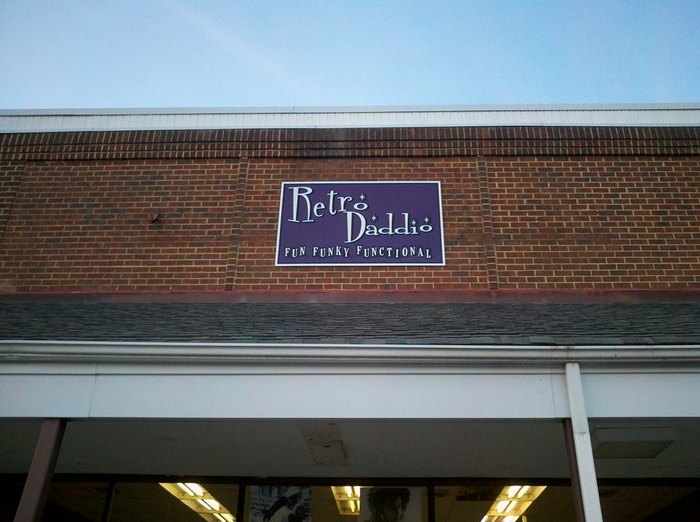 Retro
Daddio
FUN FUNKY FUNCTIONAL